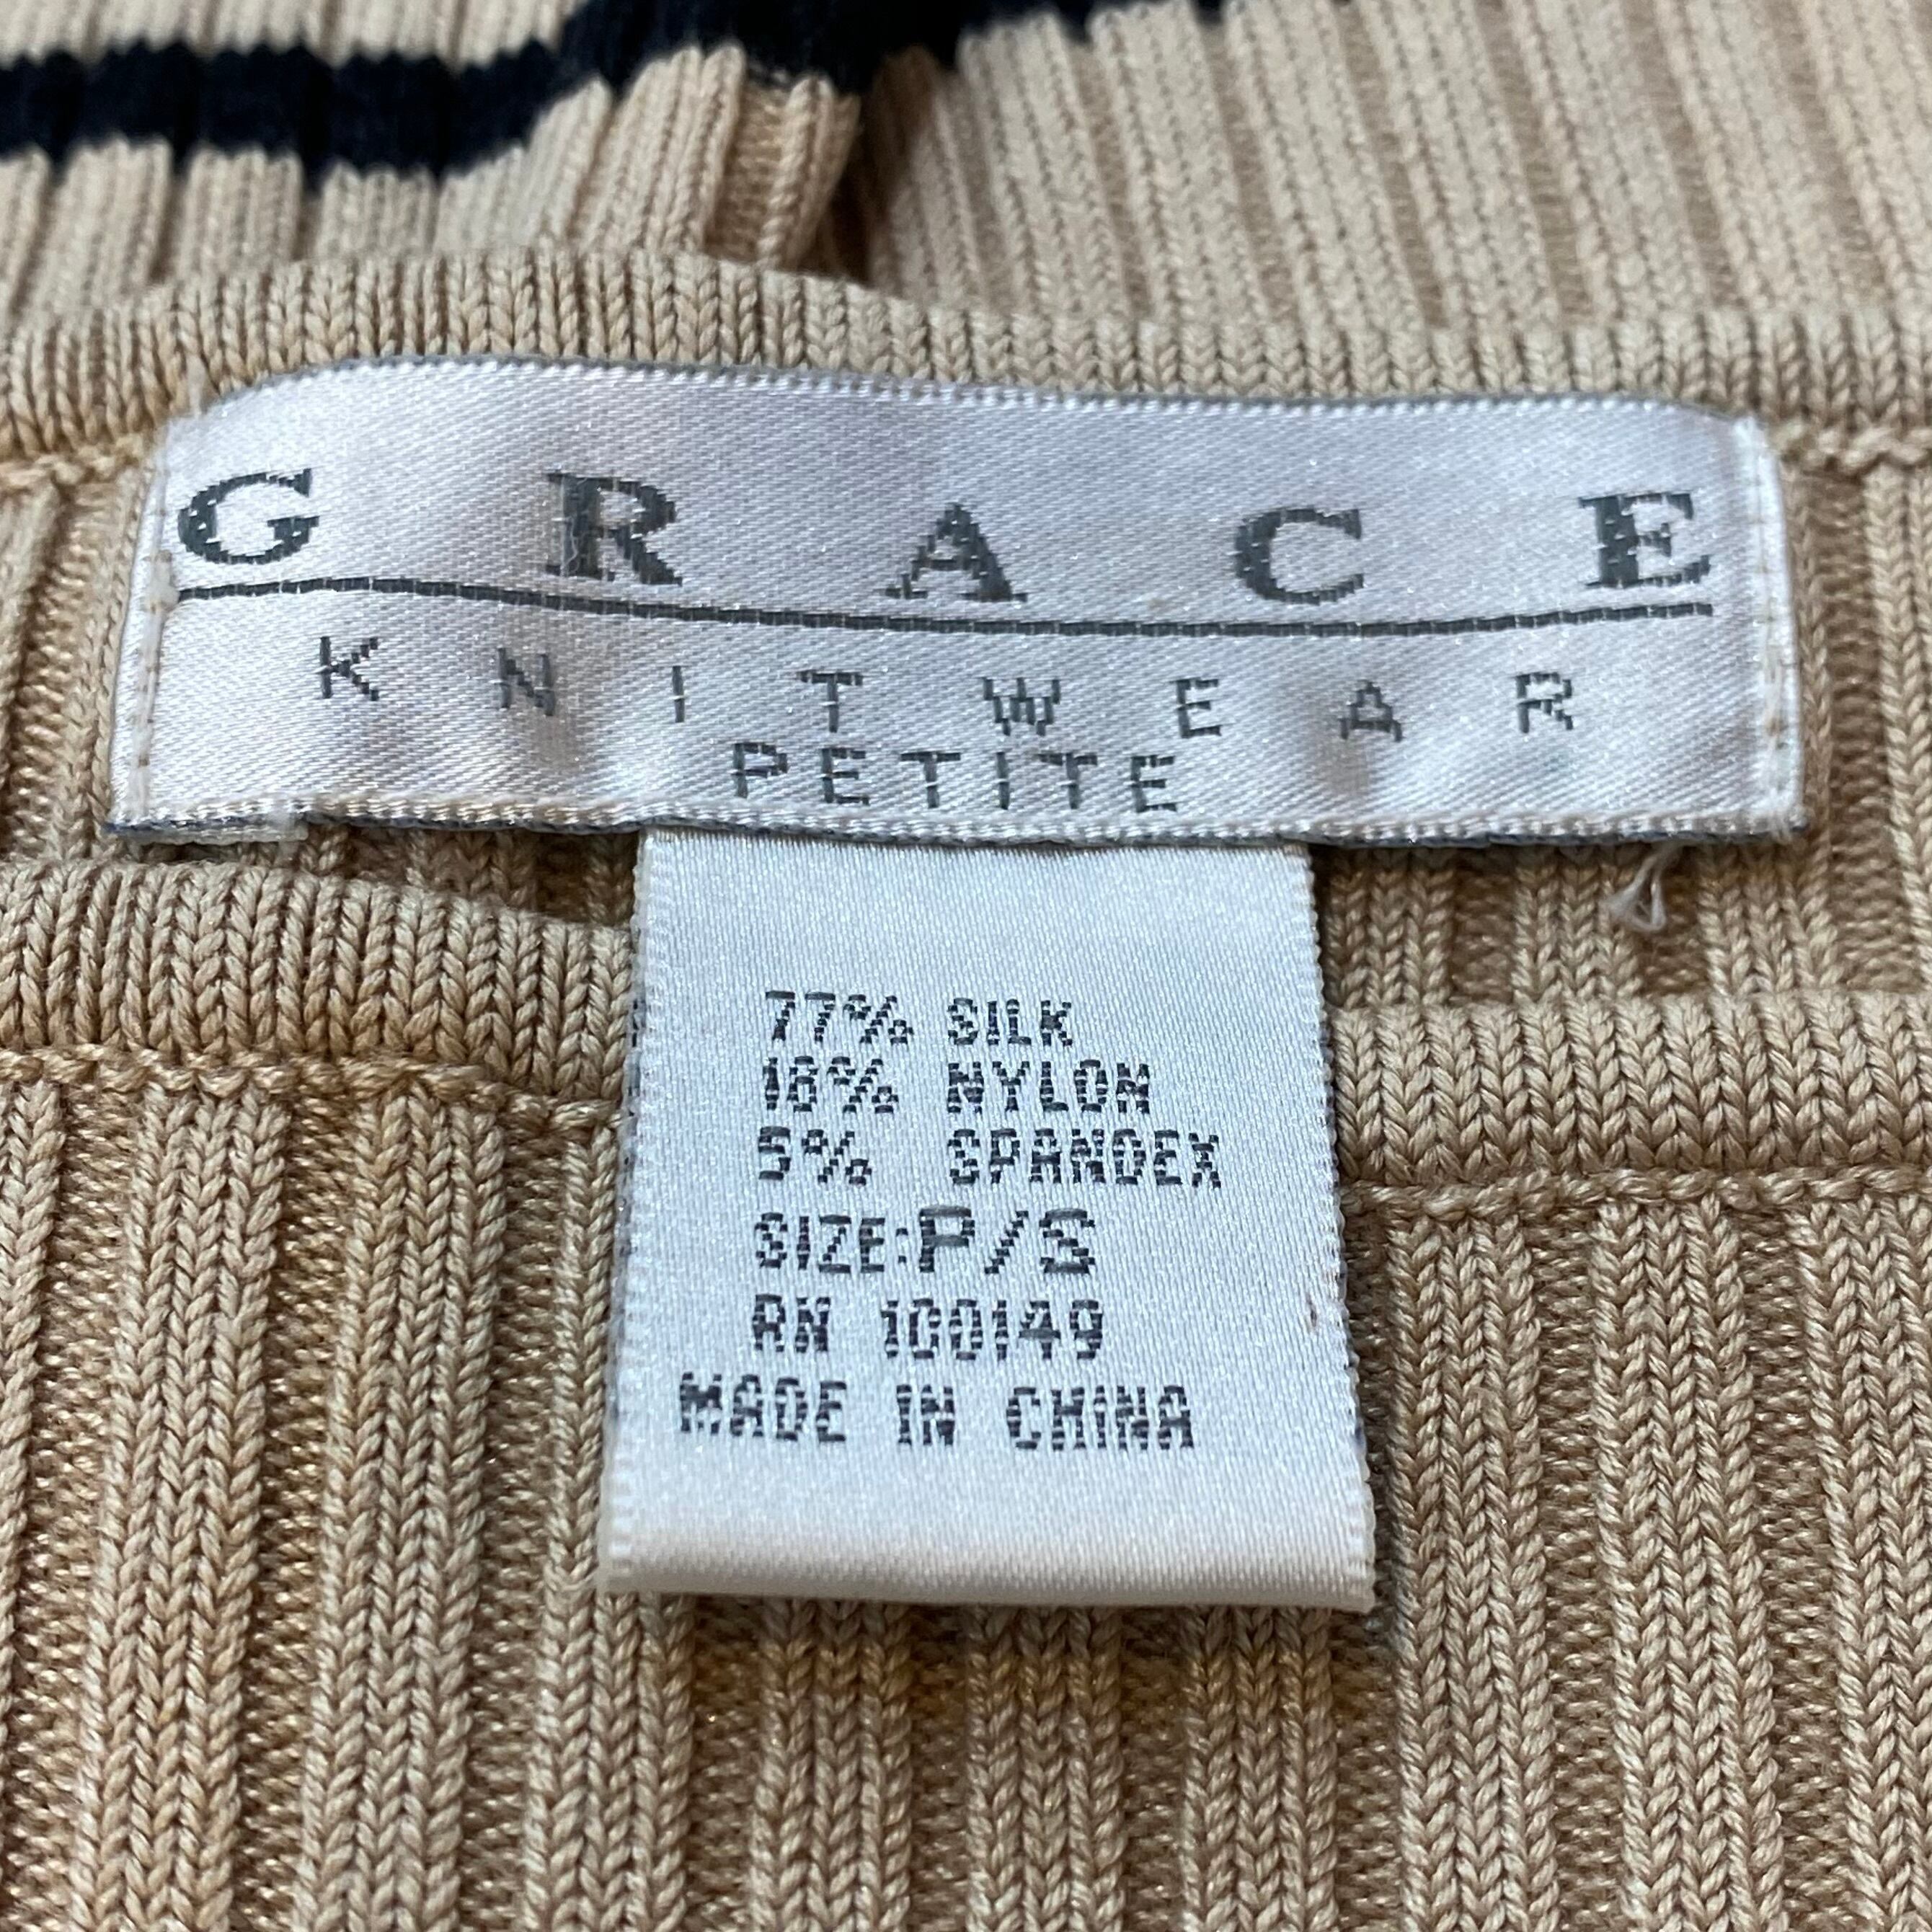 GRACE
KNITWEAR
PETITE
77% SILK
18% NYLON
5% SPANDEX
SIZE:P/S
RN 100149
MADE IN CHINA